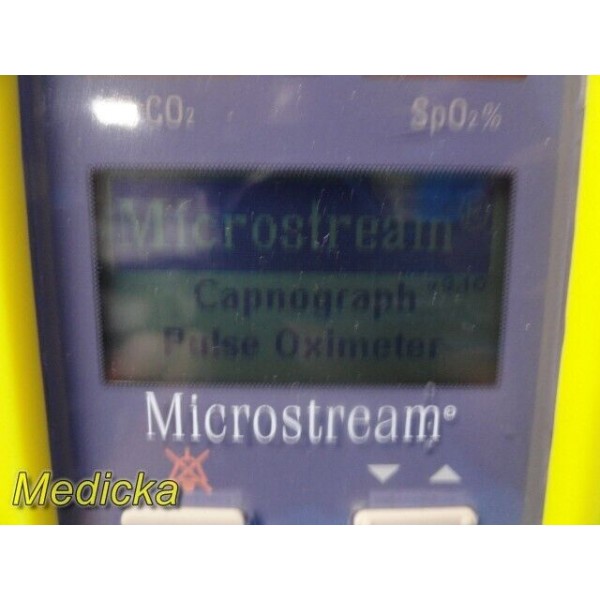 CO₂ SpO₂%
Microstream®
Capnograph
Pulse Oximeter
Microstream®
Medicka